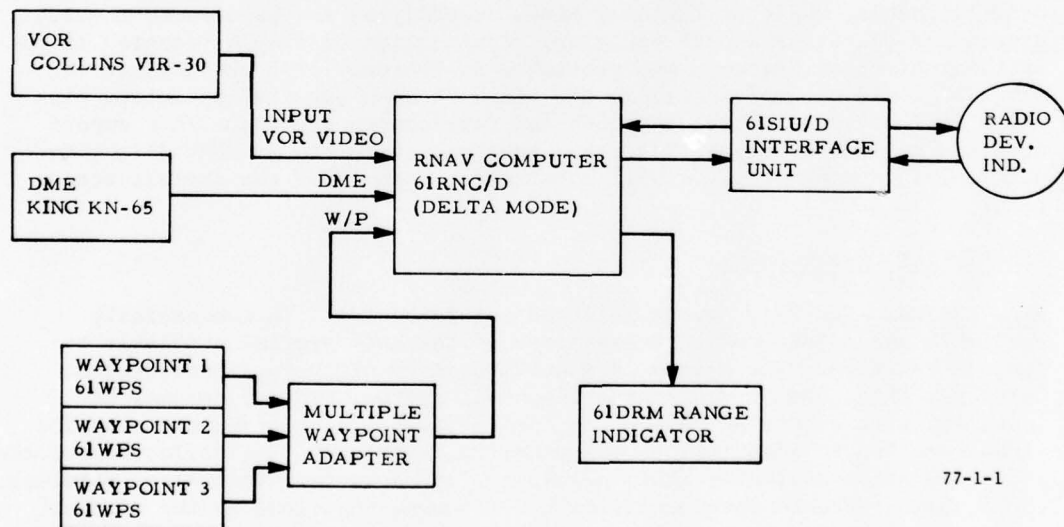 VOR
COLLINS VIR-30
INPUT
VOR VIDEO
DME
KING KN-65
DME
W/P
RNAV COMPUTER
61RNC/D
(DELTA MODE)
61SIU/D
INTERFACE
UNIT
RADIO
DEV.
IND.
WAYPOINT 1
61WPS
WAYPOINT 2
61WPS
WAYPOINT 3
61WPS
MULTIPLE
WAYPOINT
ADAPTER
61DRM RANGE
INDICATOR
77-1-1